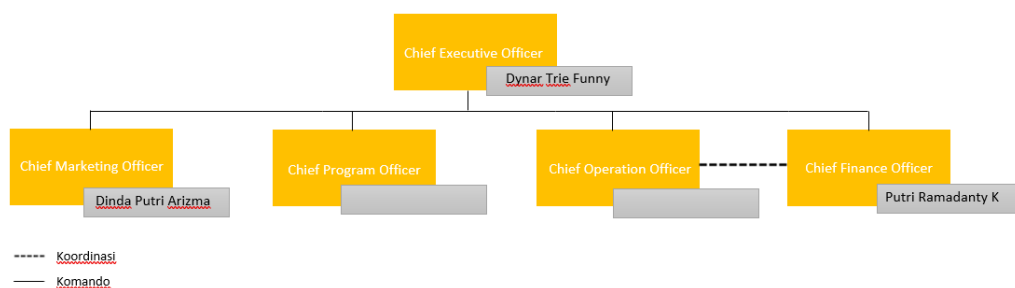 Chief Executive Officer
Dynar Trie Funny
Chief Marketing Officer
Dinda Putri Arizma
Chief Program Officer
Chief Operation Officer
Chief Finance Officer
Putri Ramadanty K
Koordinasi
Komando